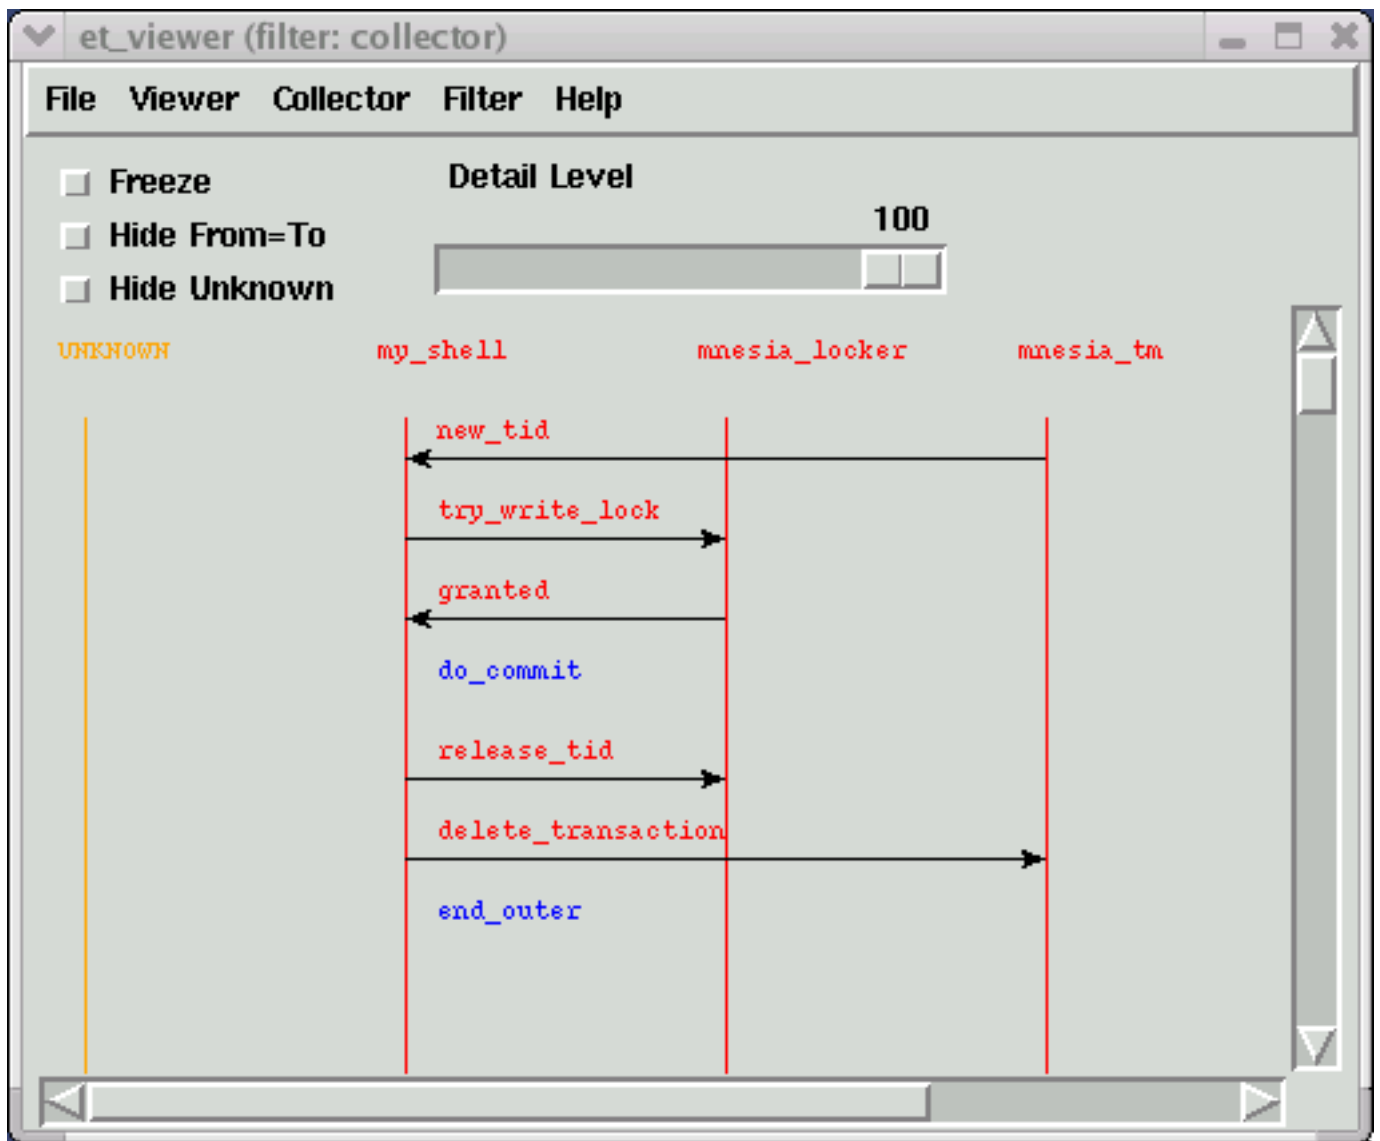 et_viewer (filter: collector)
File Viewer Collector Filter Help
Freeze
Detail Level
Hide From=To
100
Hide Unknown
UNKNOWN my_shell mnesia_locker mnesia_tm
new_tid
try_write_lock
granted
do_commit
release_tid
delete_transaction
end_outer